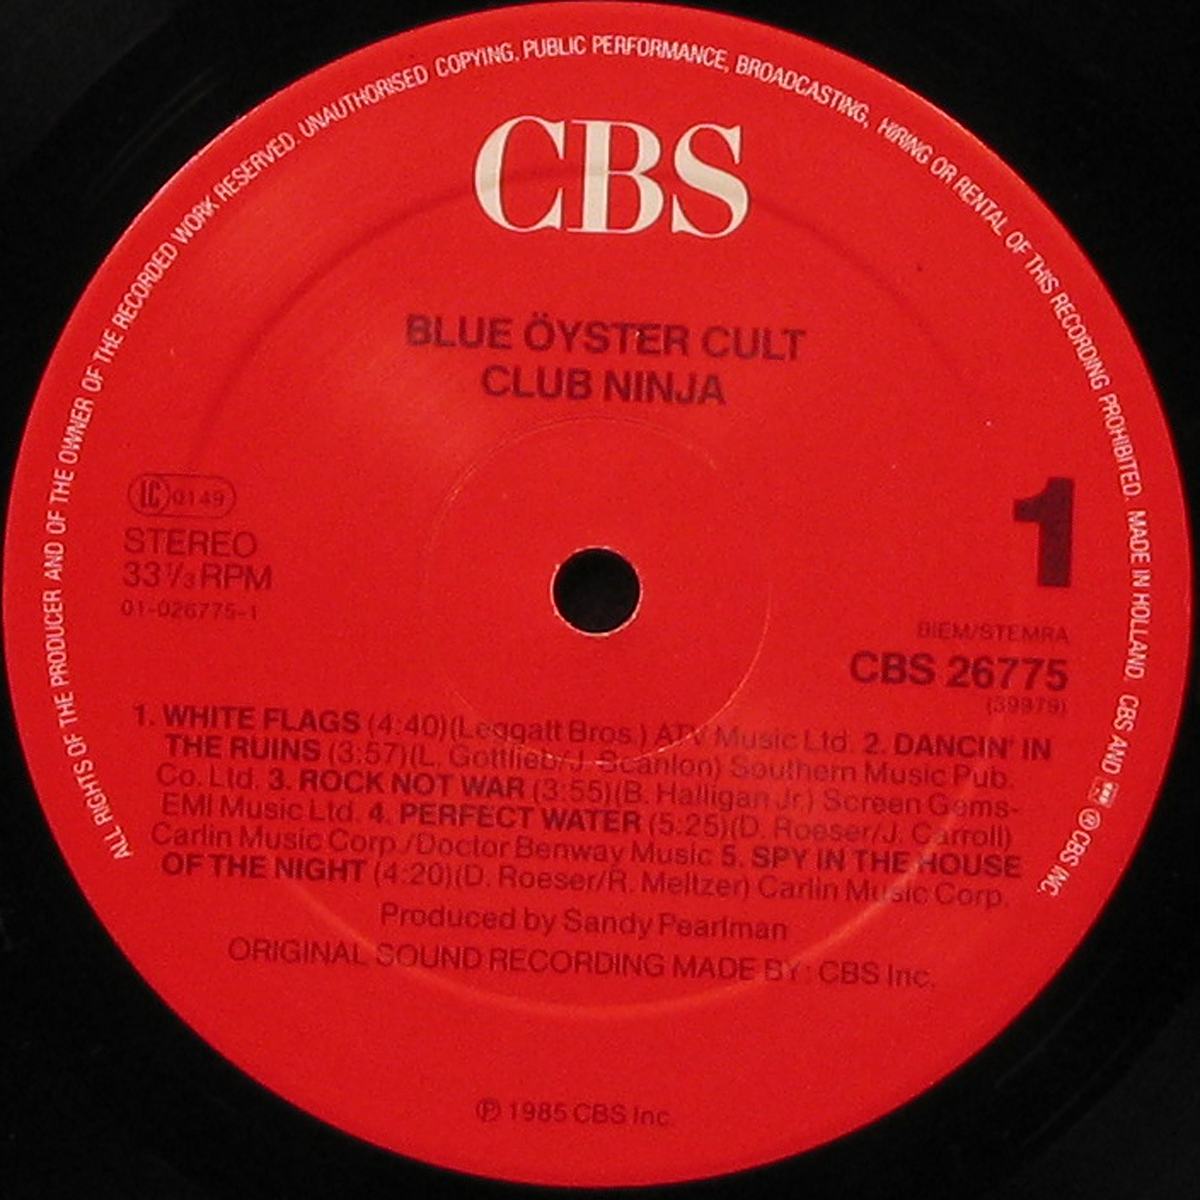 ALL RIGHTS OF THE PRODUCER AND OF THE OWNER OF THE RECORDED WORK RESERVED. UNAUTHORISED COPYING, PUBLIC PERFORMANCE, BROADCASTING, HIRING OR RENTAL OF THIS RECORDING PROHIBITED. MADE IN HOLLAND. CBS AND ® CBS INC.
CBS
BLUE ÖYSTER CULT
CLUB NINJA
LC 0149
STEREO
33 1/3 RPM
01-026775-1
1
BIEM/STEMRA
CBS 26775
(39979)
1. WHITE FLAGS (4:40)(Leggatt Bros.) ATV Music Ltd. 2. DANCIN' IN
THE RUINS (3:57)(L. Gottlieb/J. Scanlon) Southern Music Pub.
Co. Ltd. 3. ROCK NOT WAR (3:55)(B. Halligan Jr.) Screen Gems-
EMI Music Ltd. 4. PERFECT WATER (5:25)(D. Roeser/J. Carroll)
Carlin Music Corp./Doctor Benway Music 5. SPY IN THE HOUSE
OF THE NIGHT (4:20)(D. Roeser/R. Meltzer) Carlin Music Corp.
Produced by Sandy Pearlman
ORIGINAL SOUND RECORDING MADE BY: CBS Inc.
℗ 1985 CBS Inc.